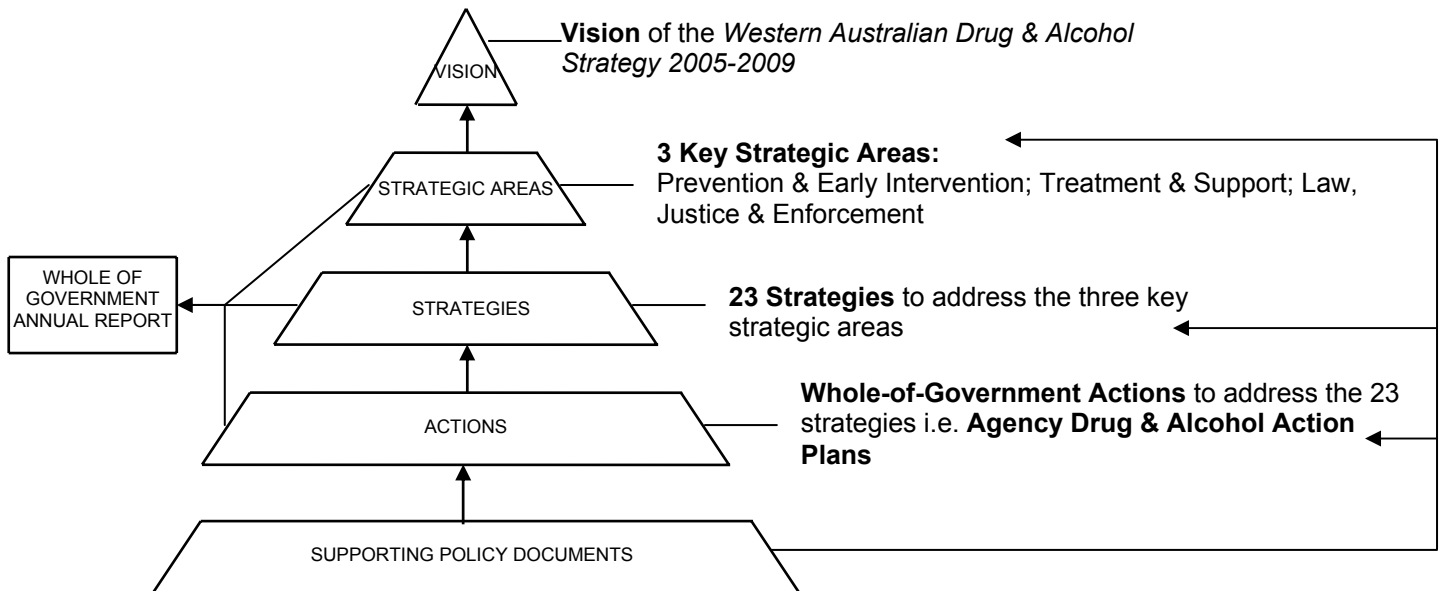 VISION
Vision of the Western Australian Drug & Alcohol
Strategy 2005-2009
STRATEGIC AREAS
3 Key Strategic Areas:
Prevention & Early Intervention; Treatment & Support; Law,
Justice & Enforcement
WHOLE OF
GOVERNMENT
ANNUAL REPORT
STRATEGIES
23 Strategies to address the three key
strategic areas
ACTIONS
Whole-of-Government Actions to address the 23
strategies i.e. Agency Drug & Alcohol Action
Plans
SUPPORTING POLICY DOCUMENTS